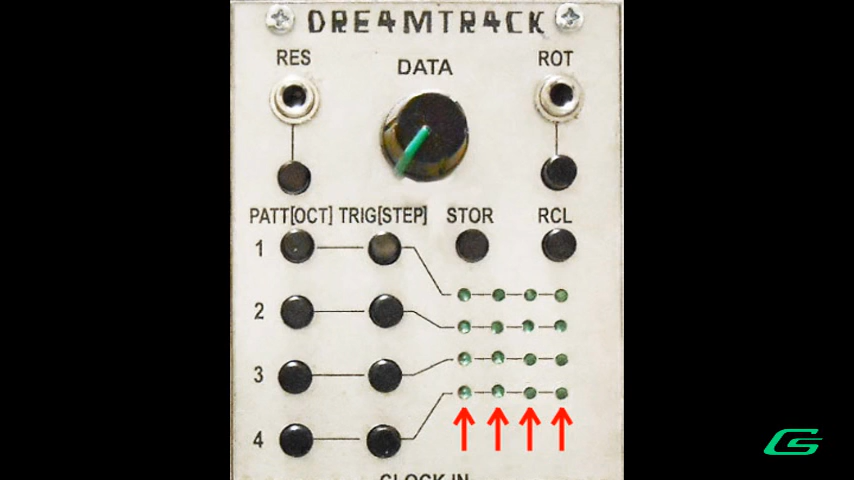 DRE4MTR4CK
RES
DATA
ROT
PATT[OCT] TRIG[STEP] STOR RCL
1
2
3
4
CLOCK IN